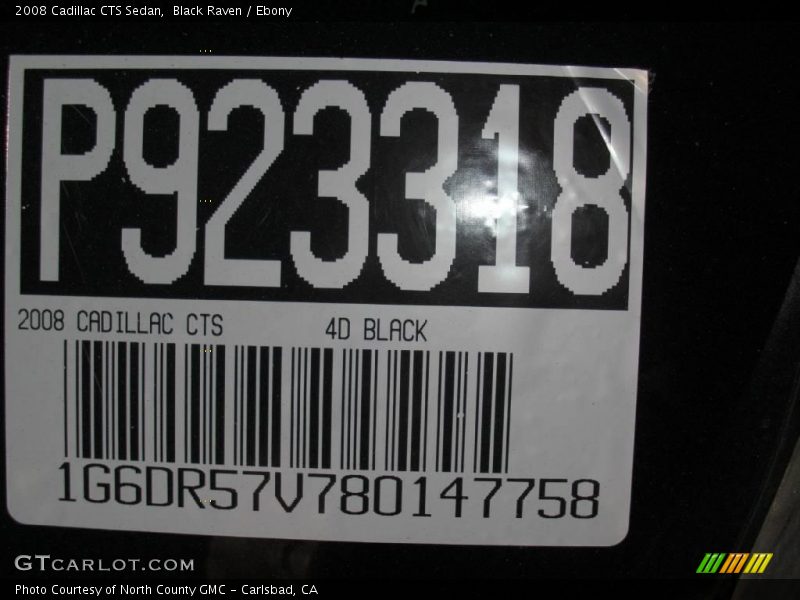 2008 Cadillac CTS Sedan,  Black Raven / Ebony
P923318
2008 CADILLAC CTS 4D BLACK
1G6DR57V780147758
GTCARLOT.COM
Photo Courtesy of North County GMC - Carlsbad, CA